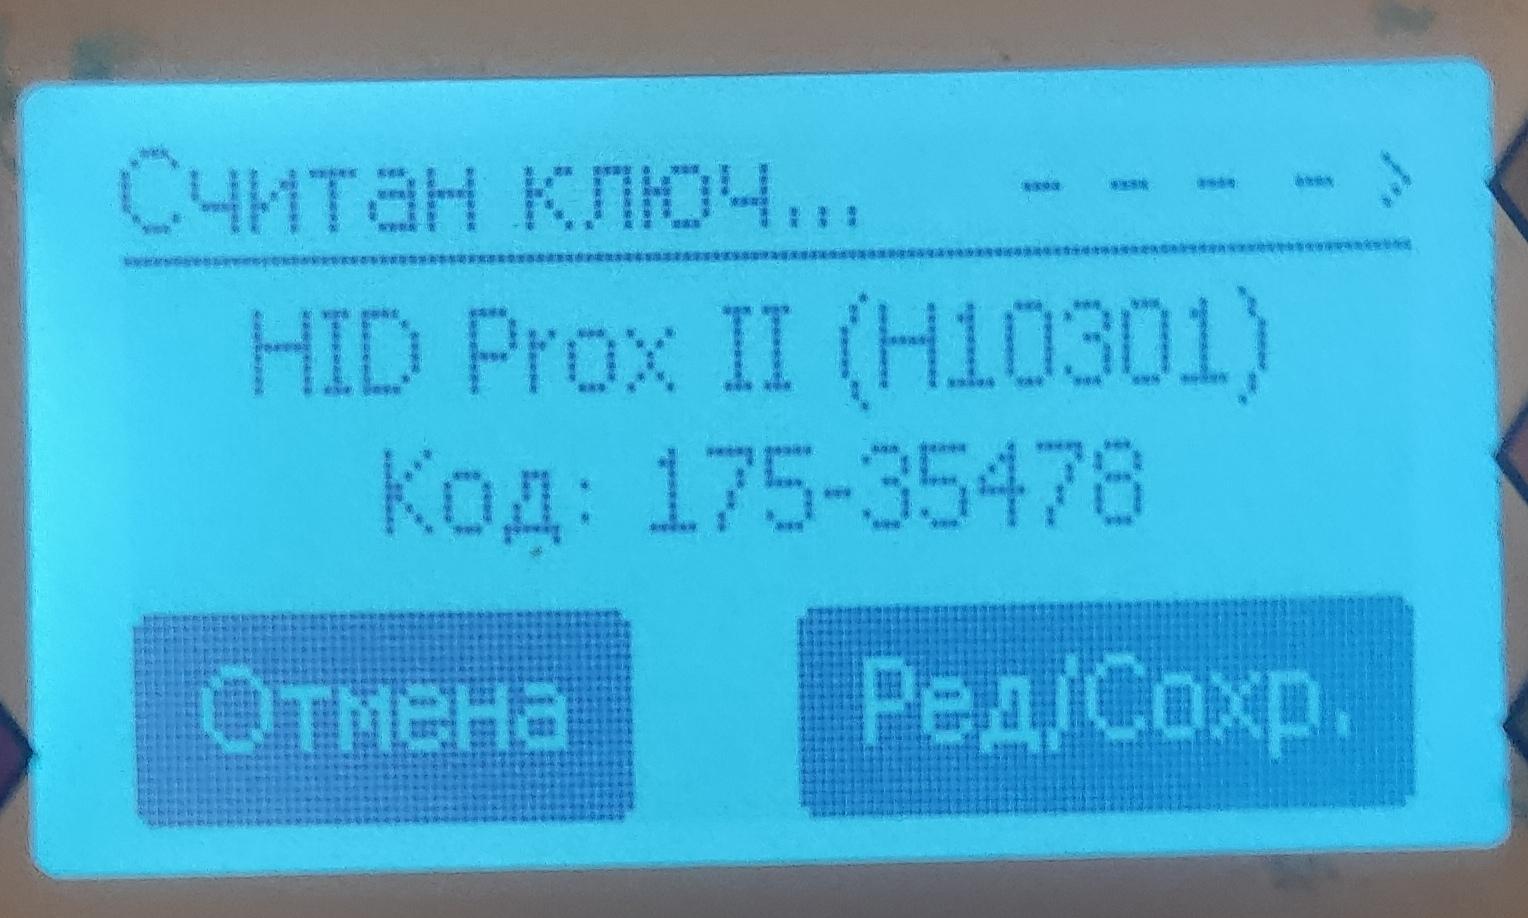 Считан ключ... - - - -
HID Prox II (H10301)
Код: 175-35478
Отмена
Ред/Сохр.